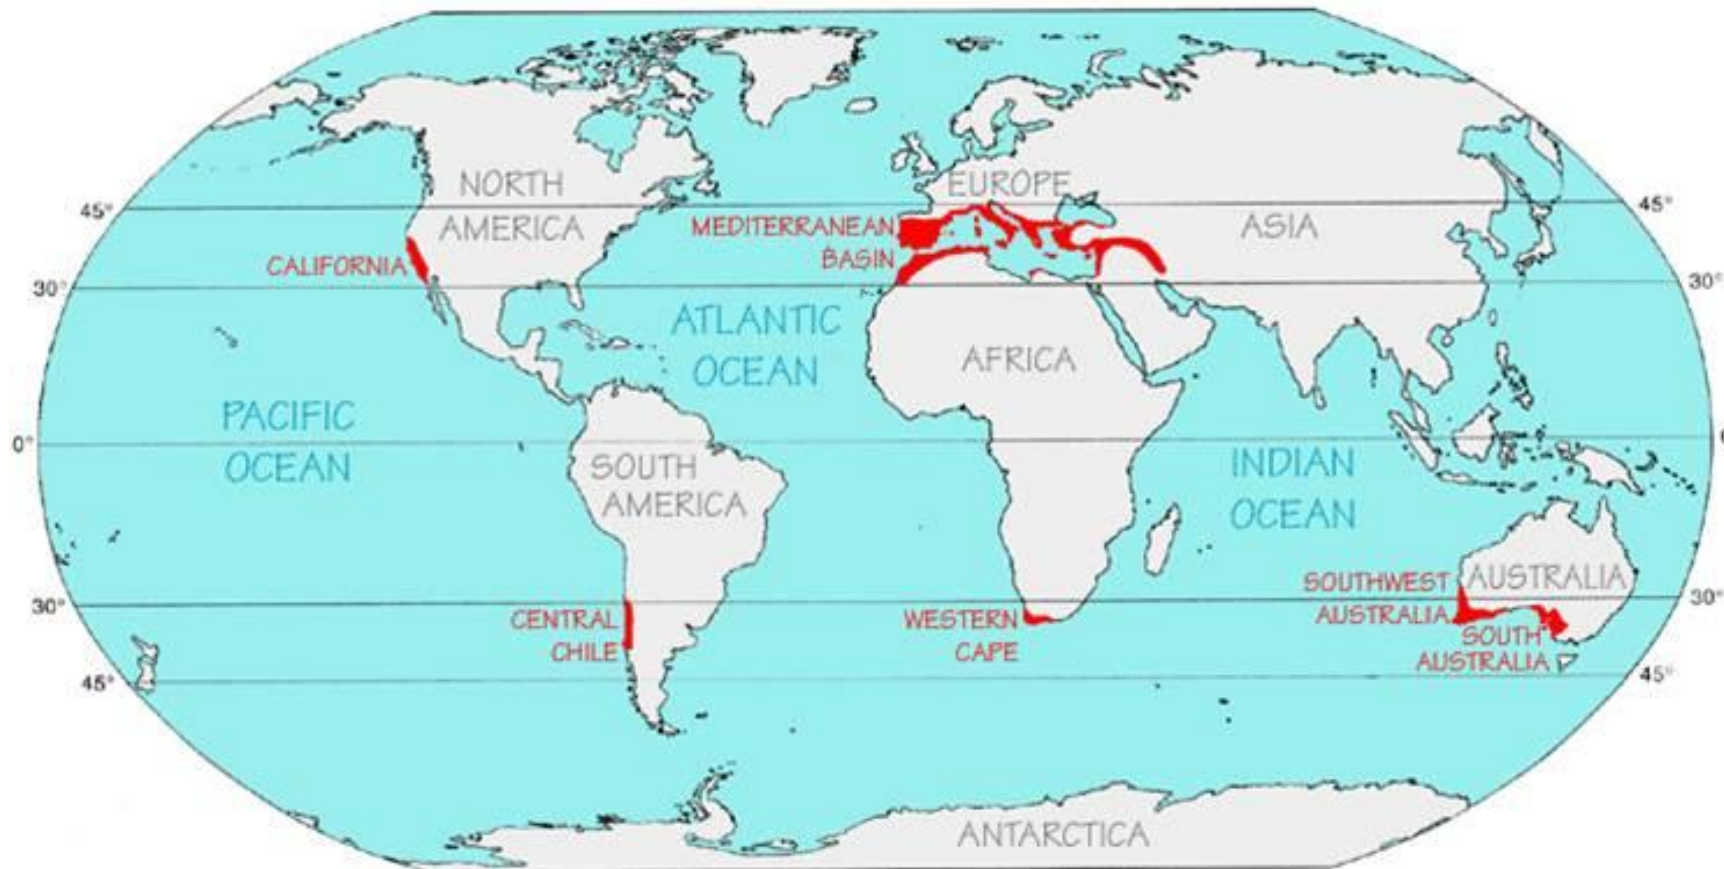 NORTH
AMERICA
EUROPE
ASIA
45°
45°
MEDITERRANEAN
BASIN
CALIFORNIA
30°
30°
ATLANTIC
OCEAN
AFRICA
PACIFIC
OCEAN
0°
SOUTH
AMERICA
INDIAN
OCEAN
SOUTHWEST
AUSTRALIA
AUSTRALIA
30°
30°
CENTRAL
CHILE
WESTERN
CAPE
SOUTH
AUSTRALIA
45°
45°
ANTARCTICA